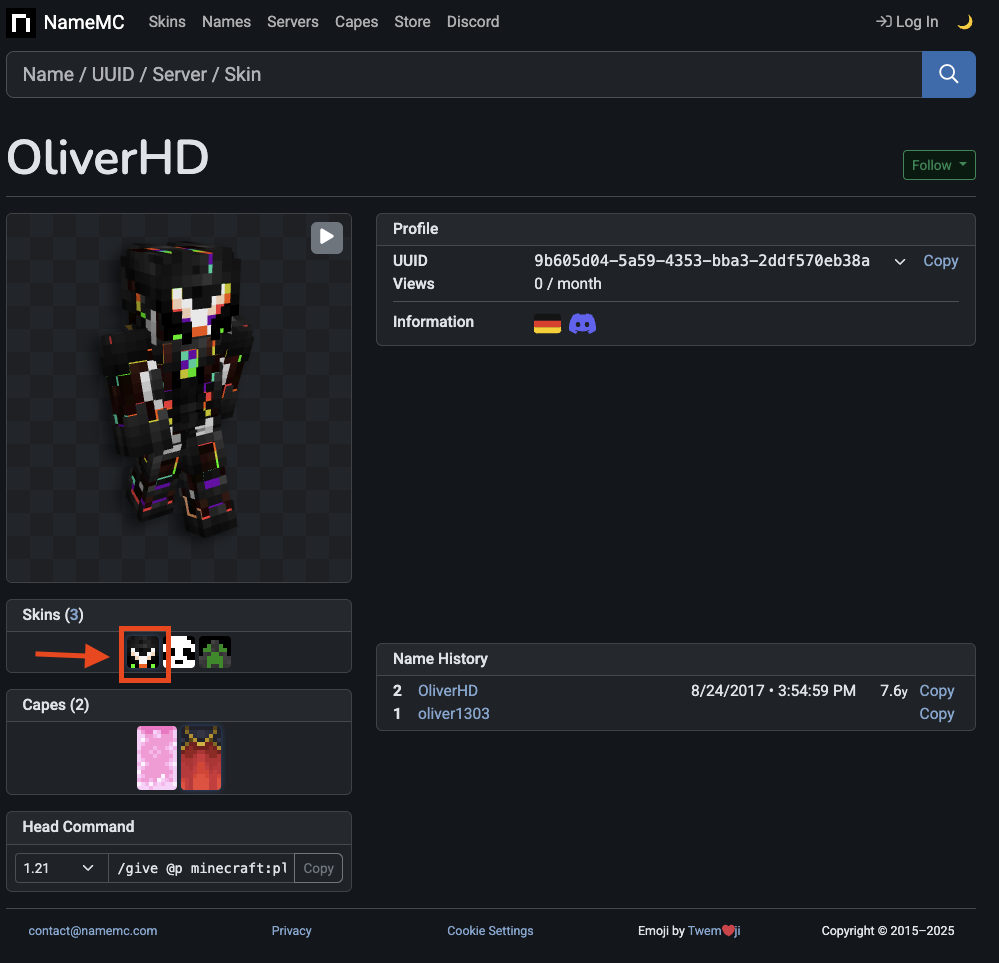 NameMC Skins Names Servers Capes Store Discord Log In
Name / UUID / Server / Skin
OliverHD
Follow
Profile
UUID 9b605d04-5a59-4353-bba3-2ddf570eb38a Copy
Views 0 / month
Information
Skins (3)
Capes (2)
Head Command
1.21 /give @p minecraft:pl Copy
Name History
2 OliverHD 8/24/2017 • 3:54:59 PM 7.6y Copy
1 oliver1303 Copy
contact@namemc.com Privacy Cookie Settings Emoji by Twem❤️ji Copyright © 2015–2025